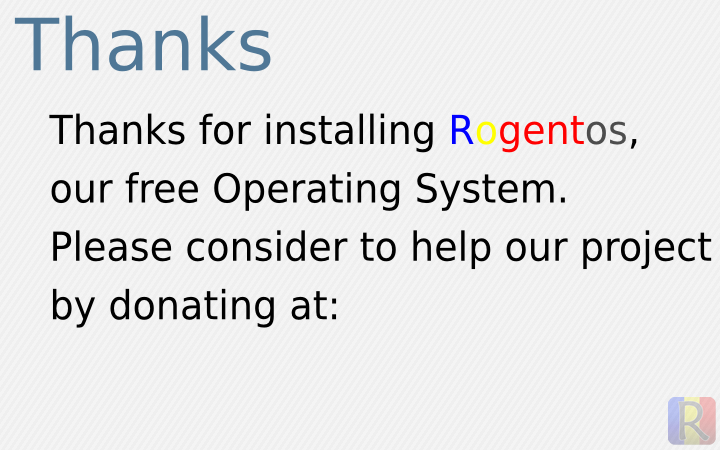 Thanks
Thanks for installing Rogentos,
our free Operating System.
Please consider to help our project
by donating at:
R